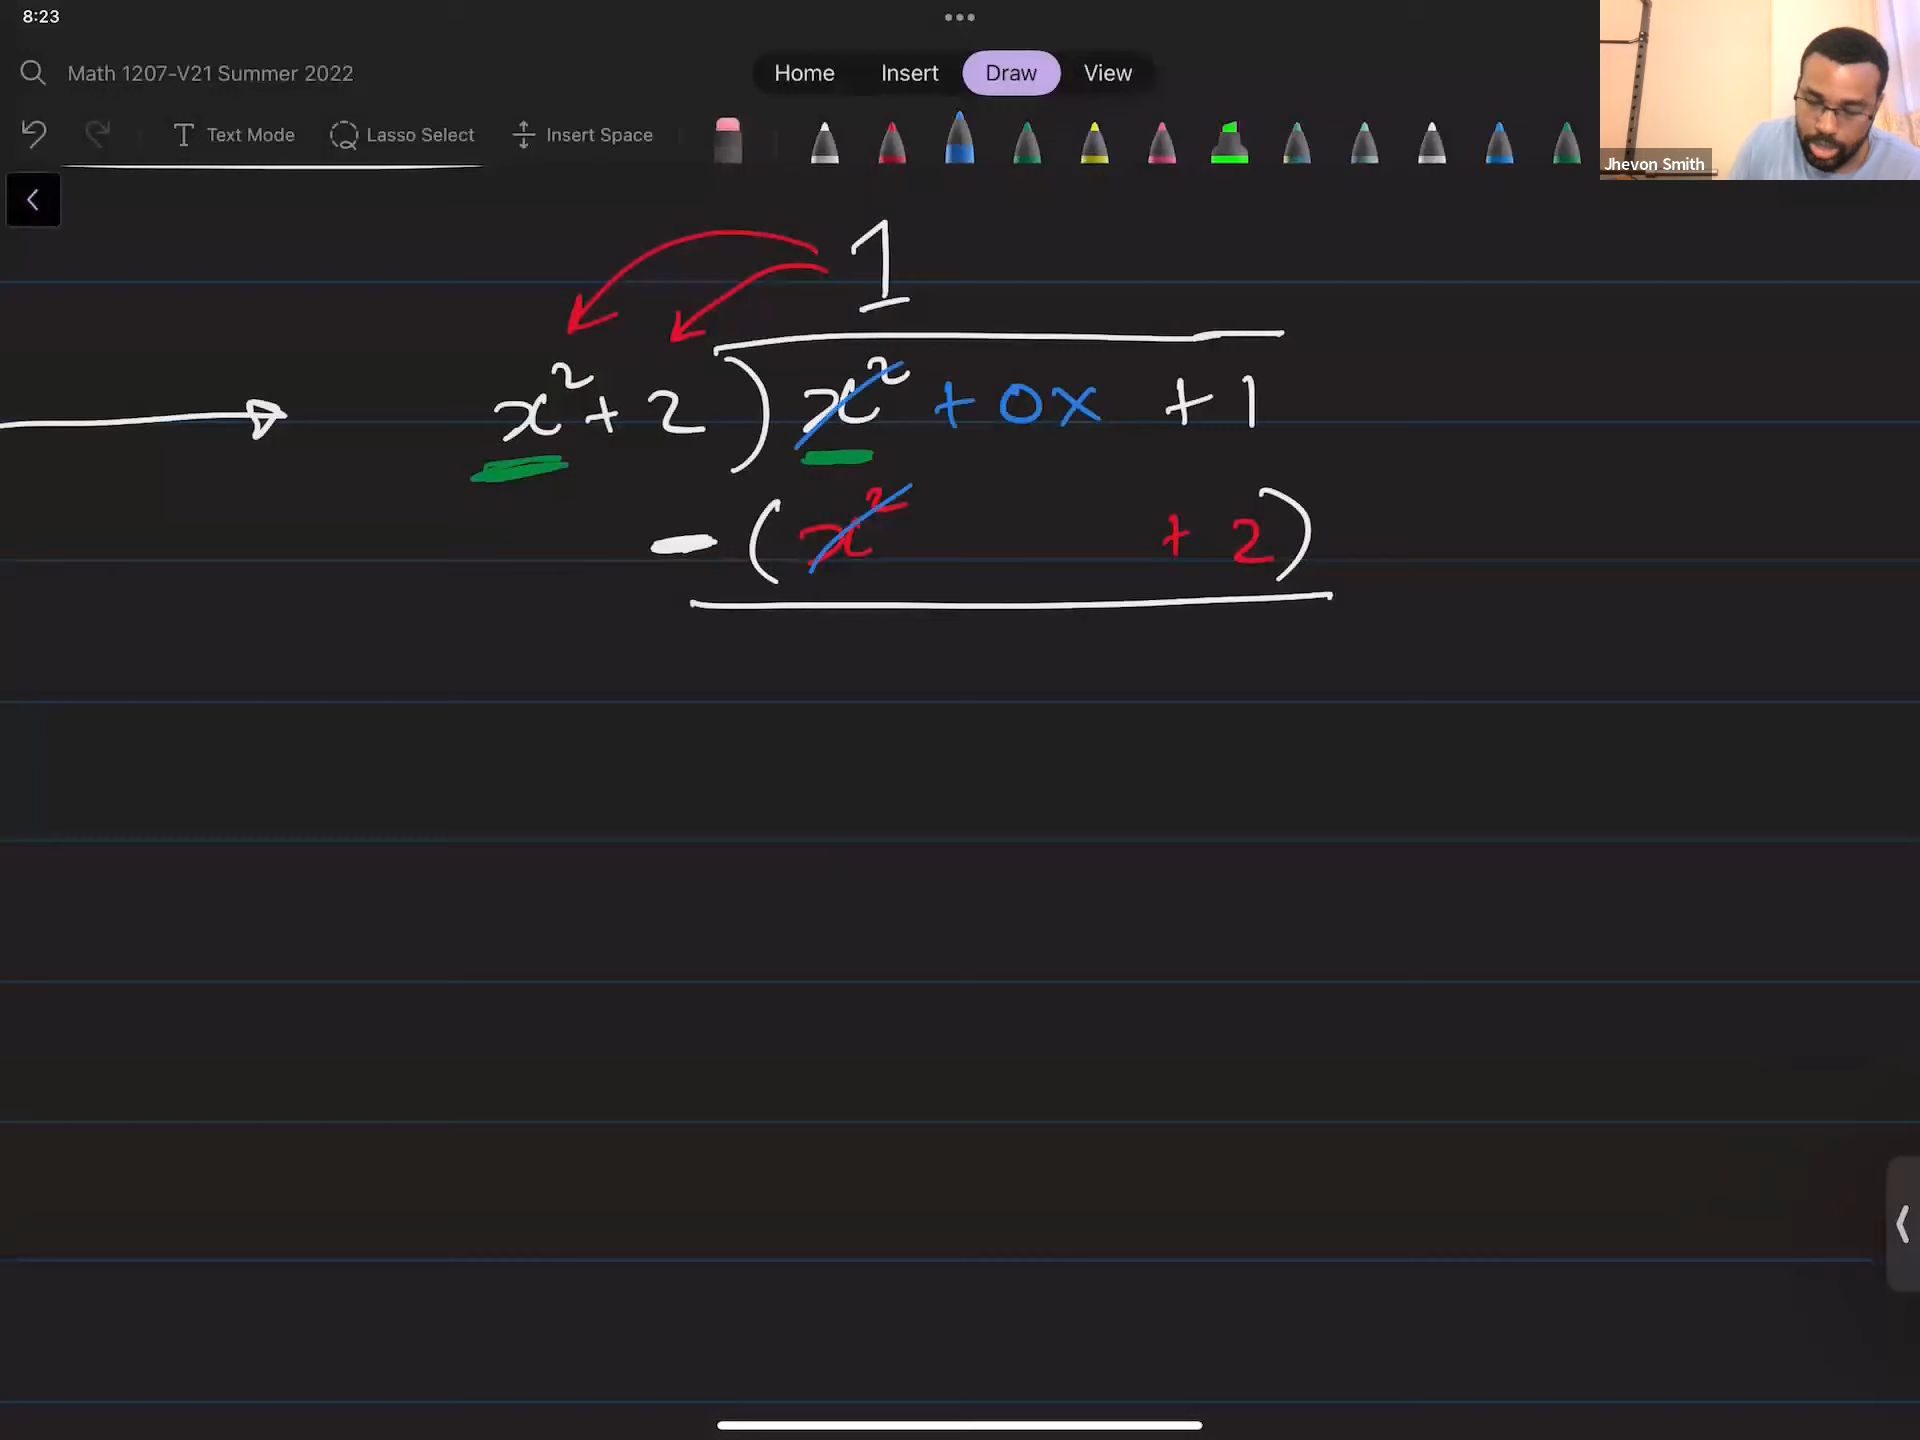 8:23
Math 1207-V21 Summer 2022
Home Insert Draw View
Text Mode Lasso Select Insert Space
Jhevon Smith
1
x² + 2 ) x² + 0x + 1
- ( x² + 2 )